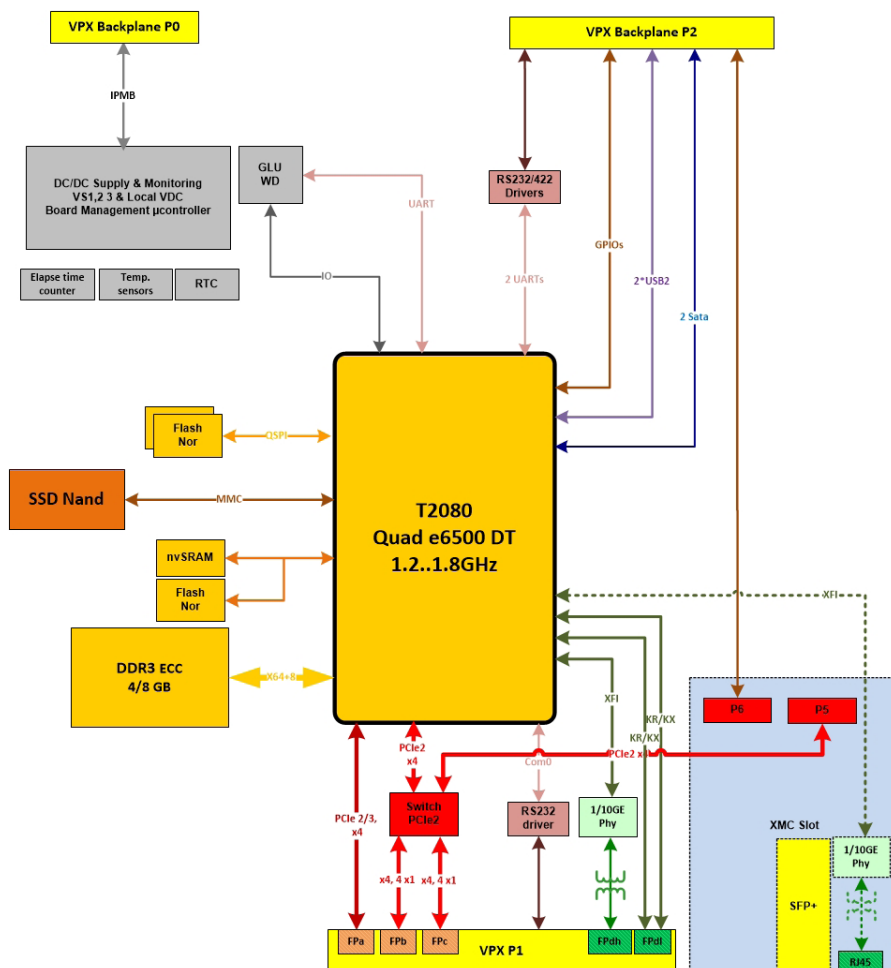 VPX Backplane P0
VPX Backplane P2
IPMB
DC/DC Supply & Monitoring
VS1,2 3 & Local VDC
Board Management µcontroller
GLU
WD
RS232/422
Drivers
UART
GPIOs
Elapse time
counter
Temp.
sensors
RTC
IO
2 UARTs
2*USB2
2 Sata
Flash
Nor
QSPI
SSD Nand
MMC
T2080
Quad e6500 DT
1.2..1.8GHz
nvSRAM
Flash
Nor
XFI
DDR3 ECC
4/8 GB
X64+8
XFI
P6
P5
PCIe2
x4
KR/KX
KR/KX
PCIe2 x4
Com0
PCIe 2/3,
x4
Switch
PCIe2
RS232
driver
1/10GE
Phy
XMC Slot
1/10GE
Phy
x4, 4 x1
x4, 4 x1
SFP+
FPa
FPb
FPc
VPX P1
FPdh
FPdl
RJ45